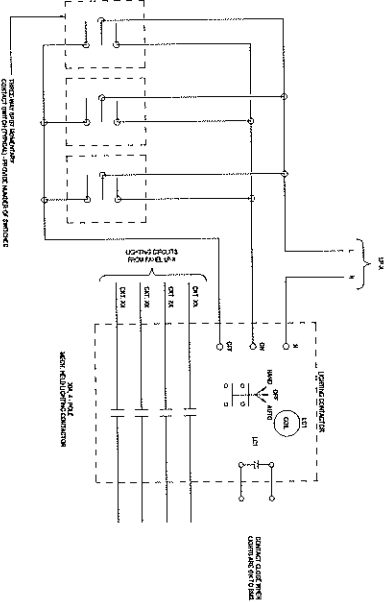 THREE-WAY SPDT MOMENTARY
CONTACT SWITCH (TYPICAL) - PROVIDE NUMBER OF SWITCHES
LIGHTING CIRCUITS
FROM PANEL LP-X
CKT. XX
CKT. XX
CKT. XX
CKT. XX
LP-X
L
N
OFF
ON
N
LIGHTING CONTACTOR
HAND
OFF
AUTO
LC1
COIL
LC1
30A, 4-POLE
MECH. HELD LIGHTING CONTACTOR
CONTACT CLOSE WHEN
LIGHTS ARE ON TO BMS